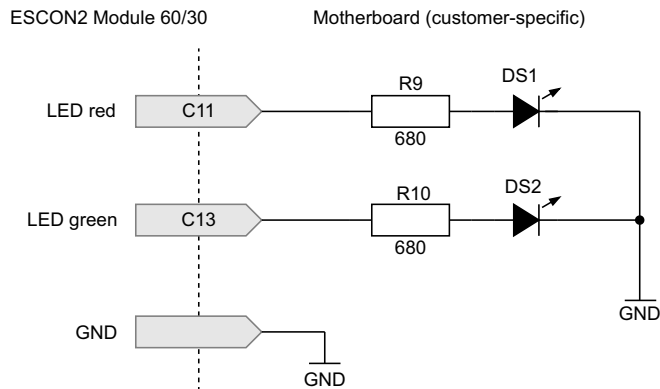 ESCON2 Module 60/30
Motherboard (customer-specific)
R9
DS1
LED red
C11
680
R10
DS2
LED green
C13
680
GND
GND
GND